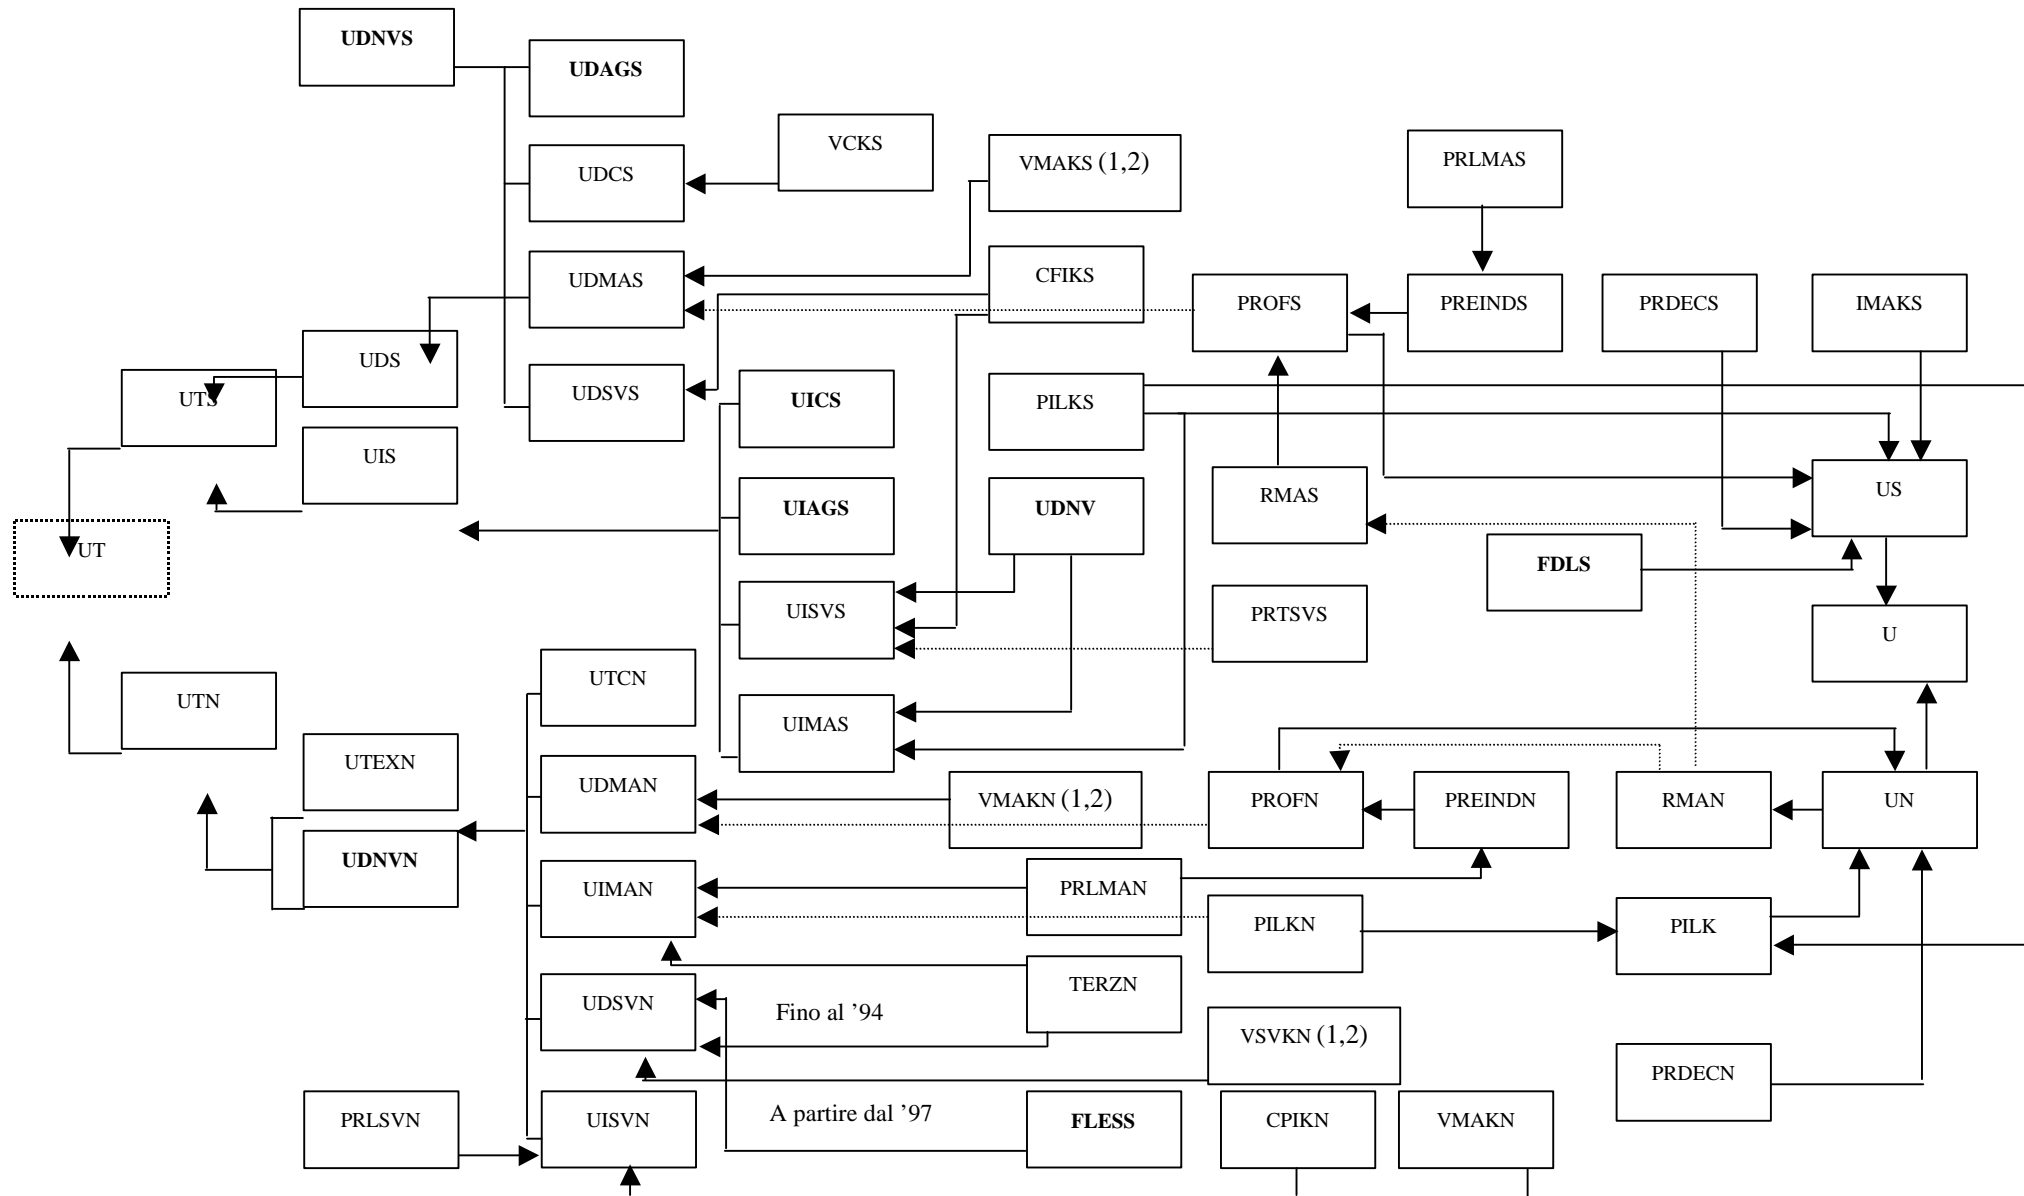 UDNVS
UDAGS
VCKS
VMAKS (1,2)
PRLMAS
UDCS
UDMAS
CFIKS
PROFS
PREINDS
PRDECS
IMAKS
UDS
UTS
UDSVS
UICS
PILKS
UIS
UIAGS
UDNV
RMAS
US
UT
FDLS
UISVS
PRTSVS
U
UTCN
UTN
UIMAS
UTEXN
UDMAN
VMAKN (1,2)
PROFN
PREINDN
RMAN
UN
UDNVN
UIMAN
PRLMAN
PILKN
PILK
UDSVN
Fino al ’94
TERZN
VSVKN (1,2)
PRDECN
PRLSVN
UISVN
A partire dal ’97
FLESS
CPIKN
VMAKN